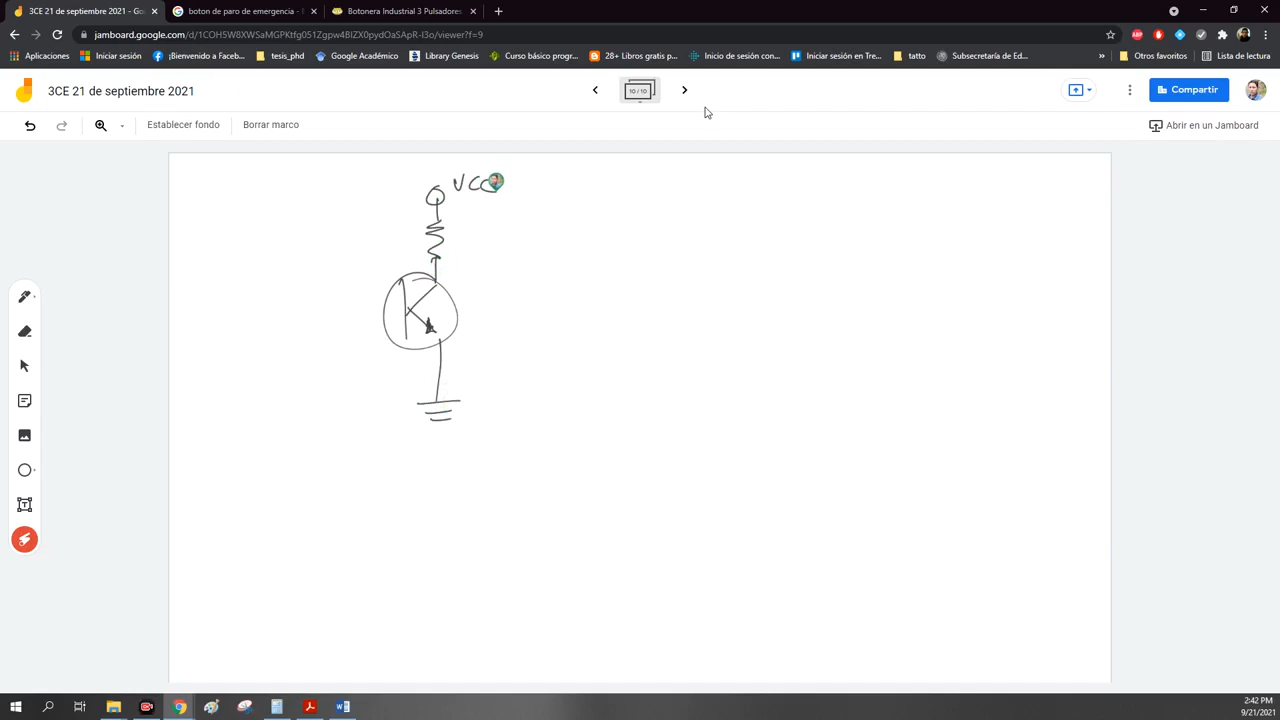 3CE 21 de septiembre 2021 - Go
boton de paro de emergencia -
Botonera Industrial 3 Pulsadores
jamboard.google.com/d/1COH5W8XWSaMGPKtfg051Zgpw4BIZX0pydOaSApR-I3o/viewer?f=9
Aplicaciones
Iniciar sesión
¡Bienvenido a Faceb...
tesis_phd
Google Académico
Library Genesis
Curso básico progr...
28+ Libros gratis p...
Inicio de sesión con...
Iniciar sesión en Tre...
tatto
Subsecretaría de Ed...
»
Otros favoritos
Lista de lectura
3CE 21 de septiembre 2021
10 / 10
Compartir
Establecer fondo
Borrar marco
Abrir en un Jamboard
VCC
2:42 PM
9/21/2021